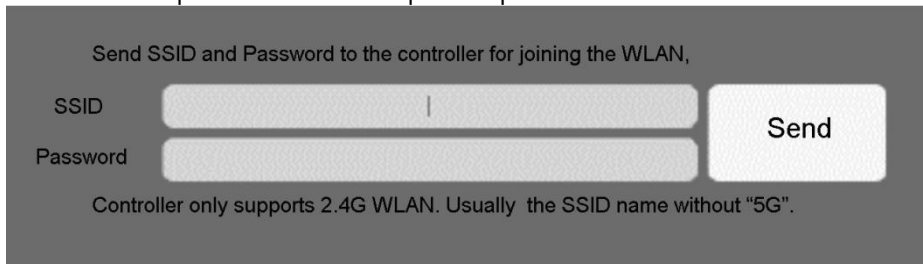 Send SSID and Password to the controller for joining the WLAN,
SSID
Send
Password
Controller only supports 2.4G WLAN. Usually the SSID name without “5G”.